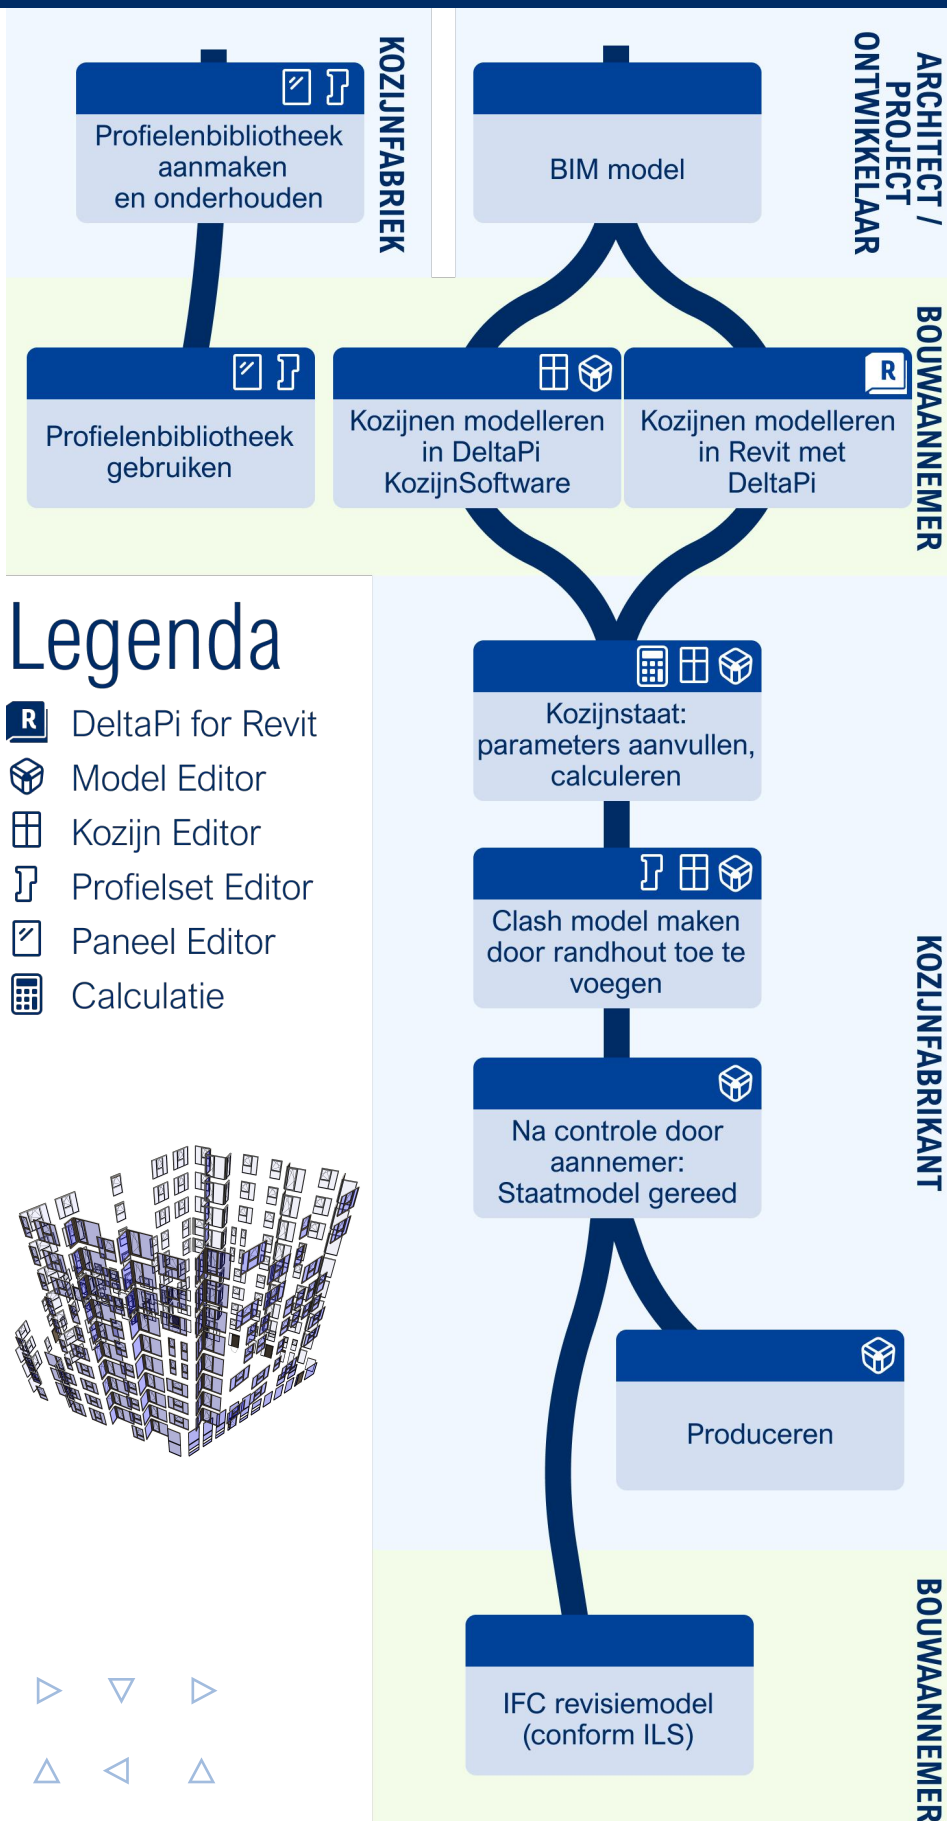 KOZIJNFABRIEK
Profielenbibliotheek
aanmaken
en onderhouden
ARCHITECT /
PROJECT
ONTWIKKELAAR
BIM model
BOUWAANNEMER
Profielenbibliotheek
gebruiken
Kozijnen modelleren
in DeltaPi
KozijnSoftware
R
Kozijnen modelleren
in Revit met
DeltaPi
Legenda
R DeltaPi for Revit
Model Editor
Kozijn Editor
Profielset Editor
Paneel Editor
Calculatie
KOZIJNFABRIKANT
Kozijnstaat:
parameters aanvullen,
calculeren
Clash model maken
door randhout toe te
voegen
Na controle door
aannemer:
Staatmodel gereed
Produceren
BOUWAANNEMER
IFC revisiemodel
(conform ILS)